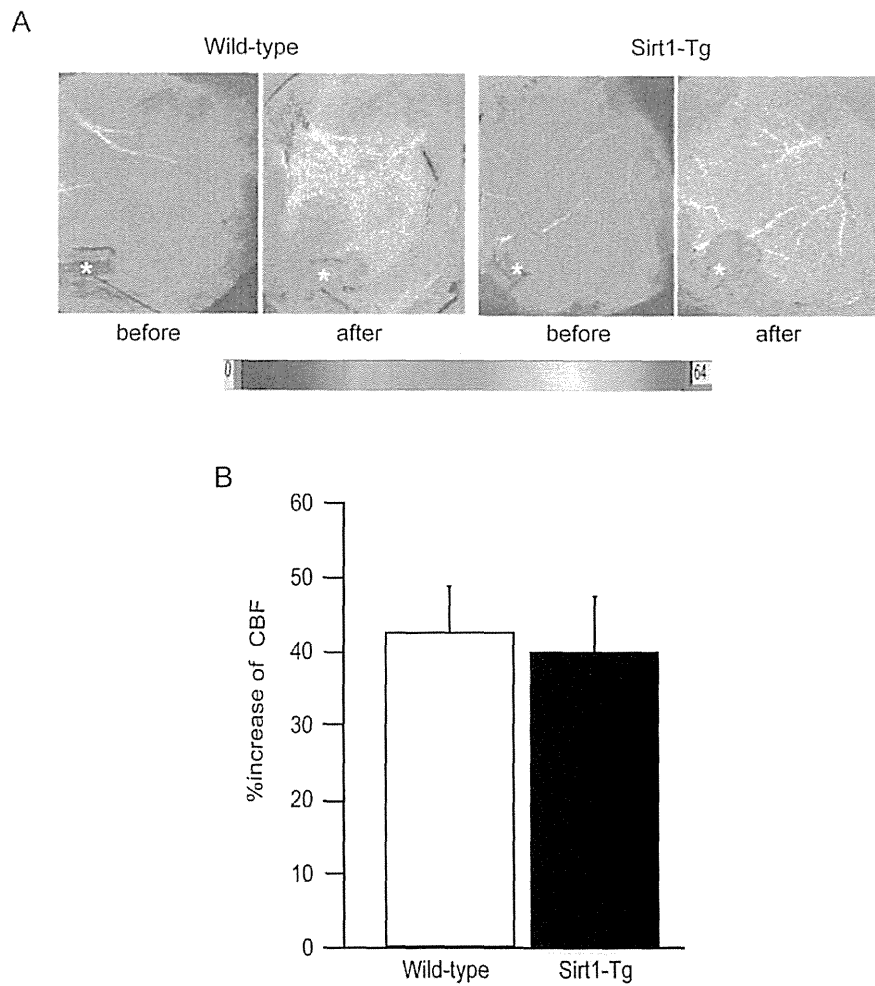 A
Wild-type Sirt1-Tg
* * * *
before after before after
0 64
B
%increase of CBF
60
50
40
30
20
10
0
Wild-type Sirt1-Tg